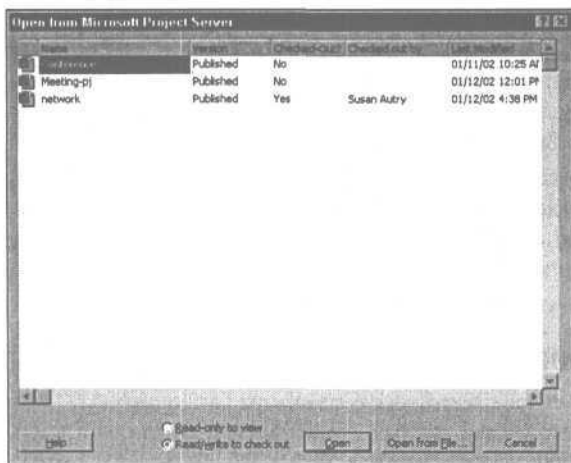 Open from Microsoft Project Server
Name Version Checked-Out? Checked out by Last Modified
Conference Published No 01/11/02 10:25 AM
Meeting-pj Published No 01/12/02 12:01 PM
network Published Yes Susan Autry 01/12/02 4:38 PM
Read-only to view
Help Read/write to check out Open Open from File... Cancel